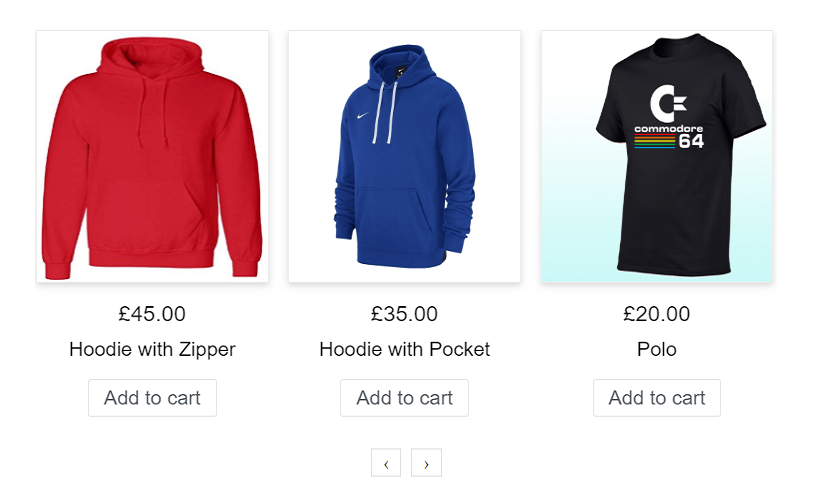 commodore
64
£45.00
£35.00
£20.00
Hoodie with Zipper
Hoodie with Pocket
Polo
Add to cart
Add to cart
Add to cart
‹ ›